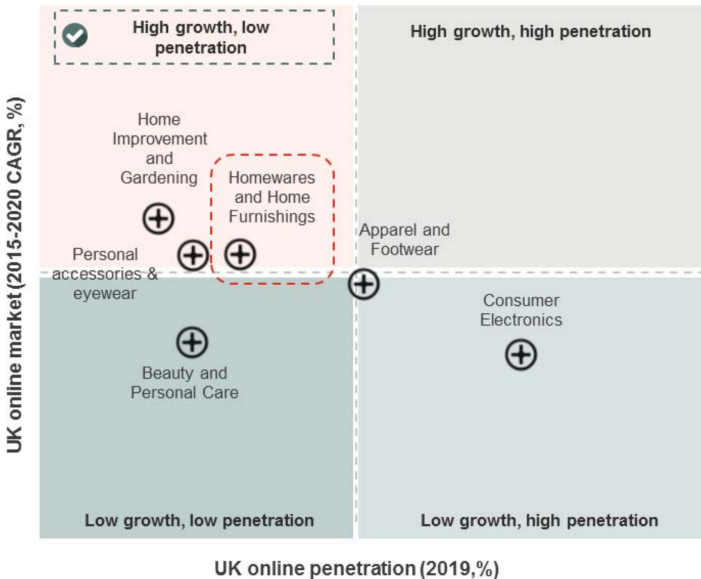 High growth, low
penetration
High growth, high penetration
Home
Improvement
and
Gardening
Homewares
and Home
Furnishings
Apparel and
Footwear
Personal
accessories &
eyewear
Consumer
Electronics
Beauty and
Personal Care
Low growth, low penetration
Low growth, high penetration
UK online market (2015-2020 CAGR, %)
UK online penetration (2019,%)